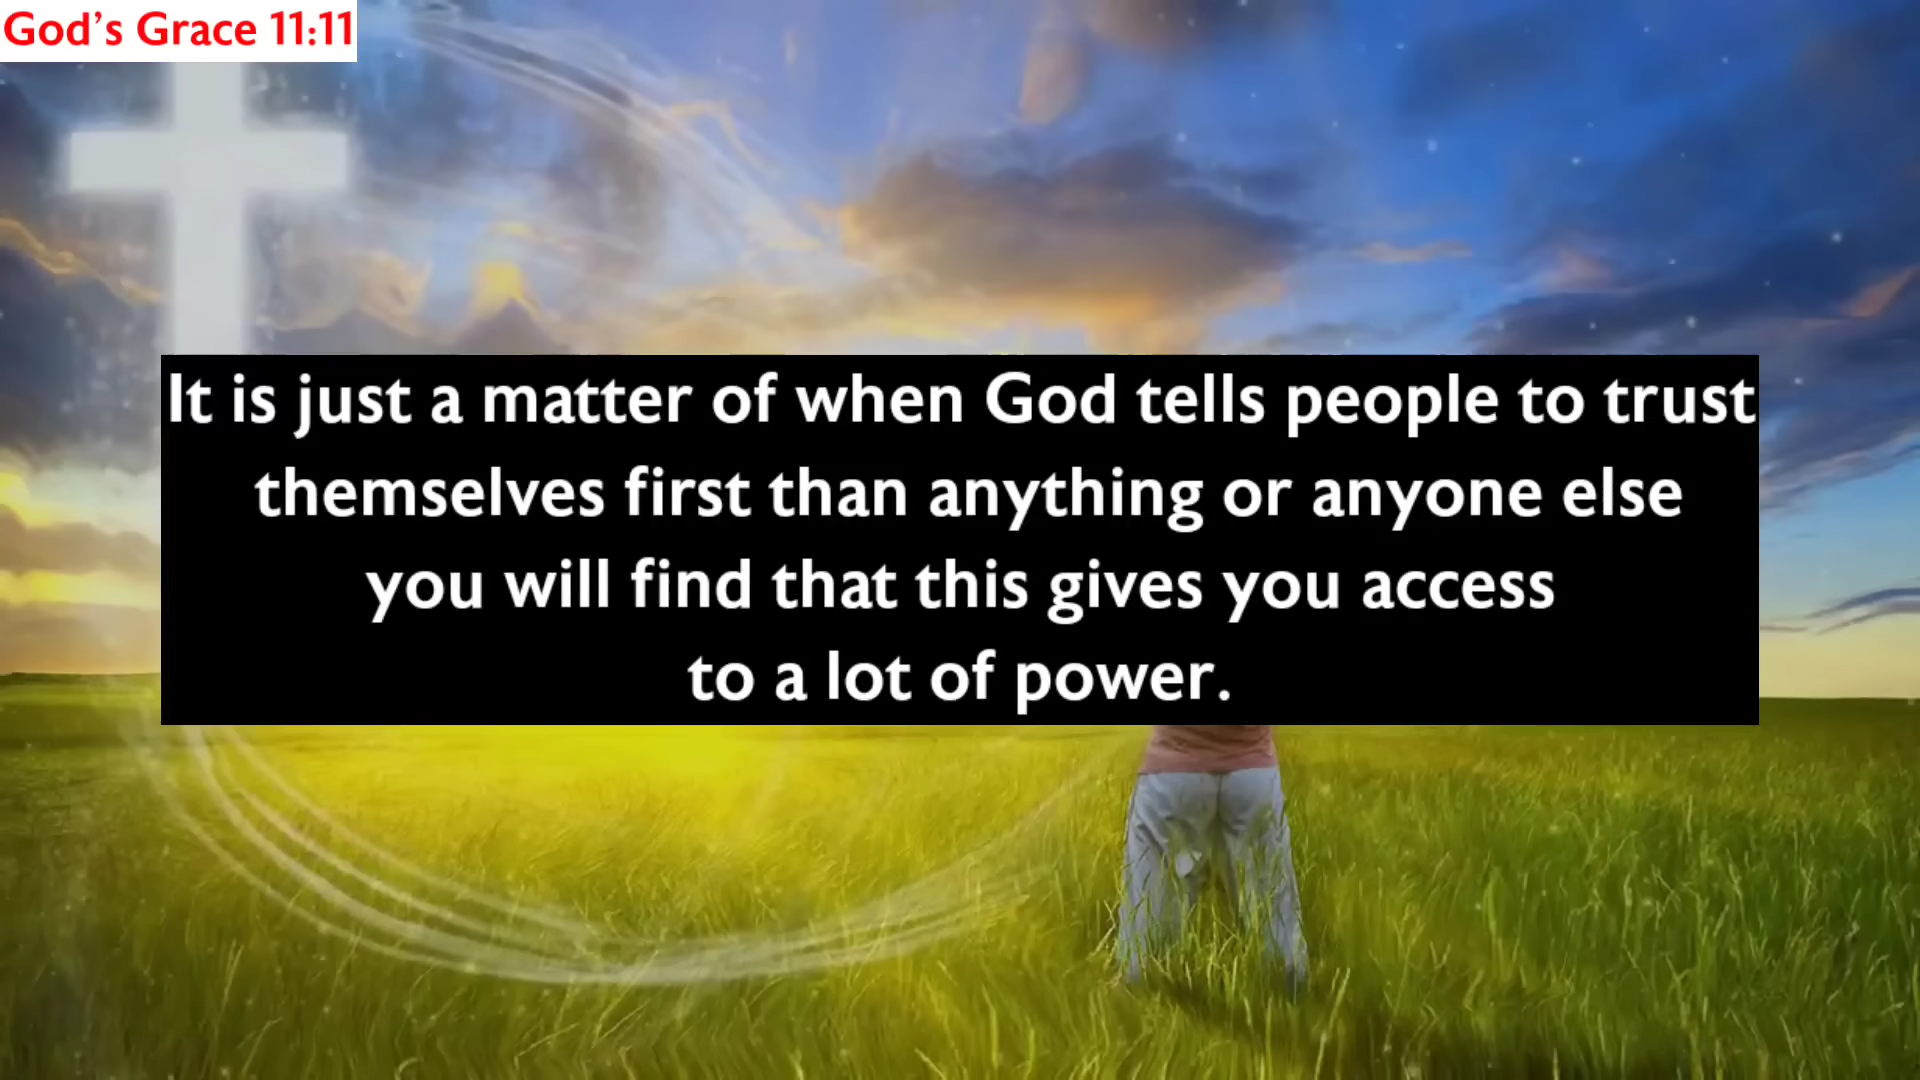 God's Grace 11:11
It is just a matter of when God tells people to trust
themselves first than anything or anyone else
you will find that this gives you access
to a lot of power.